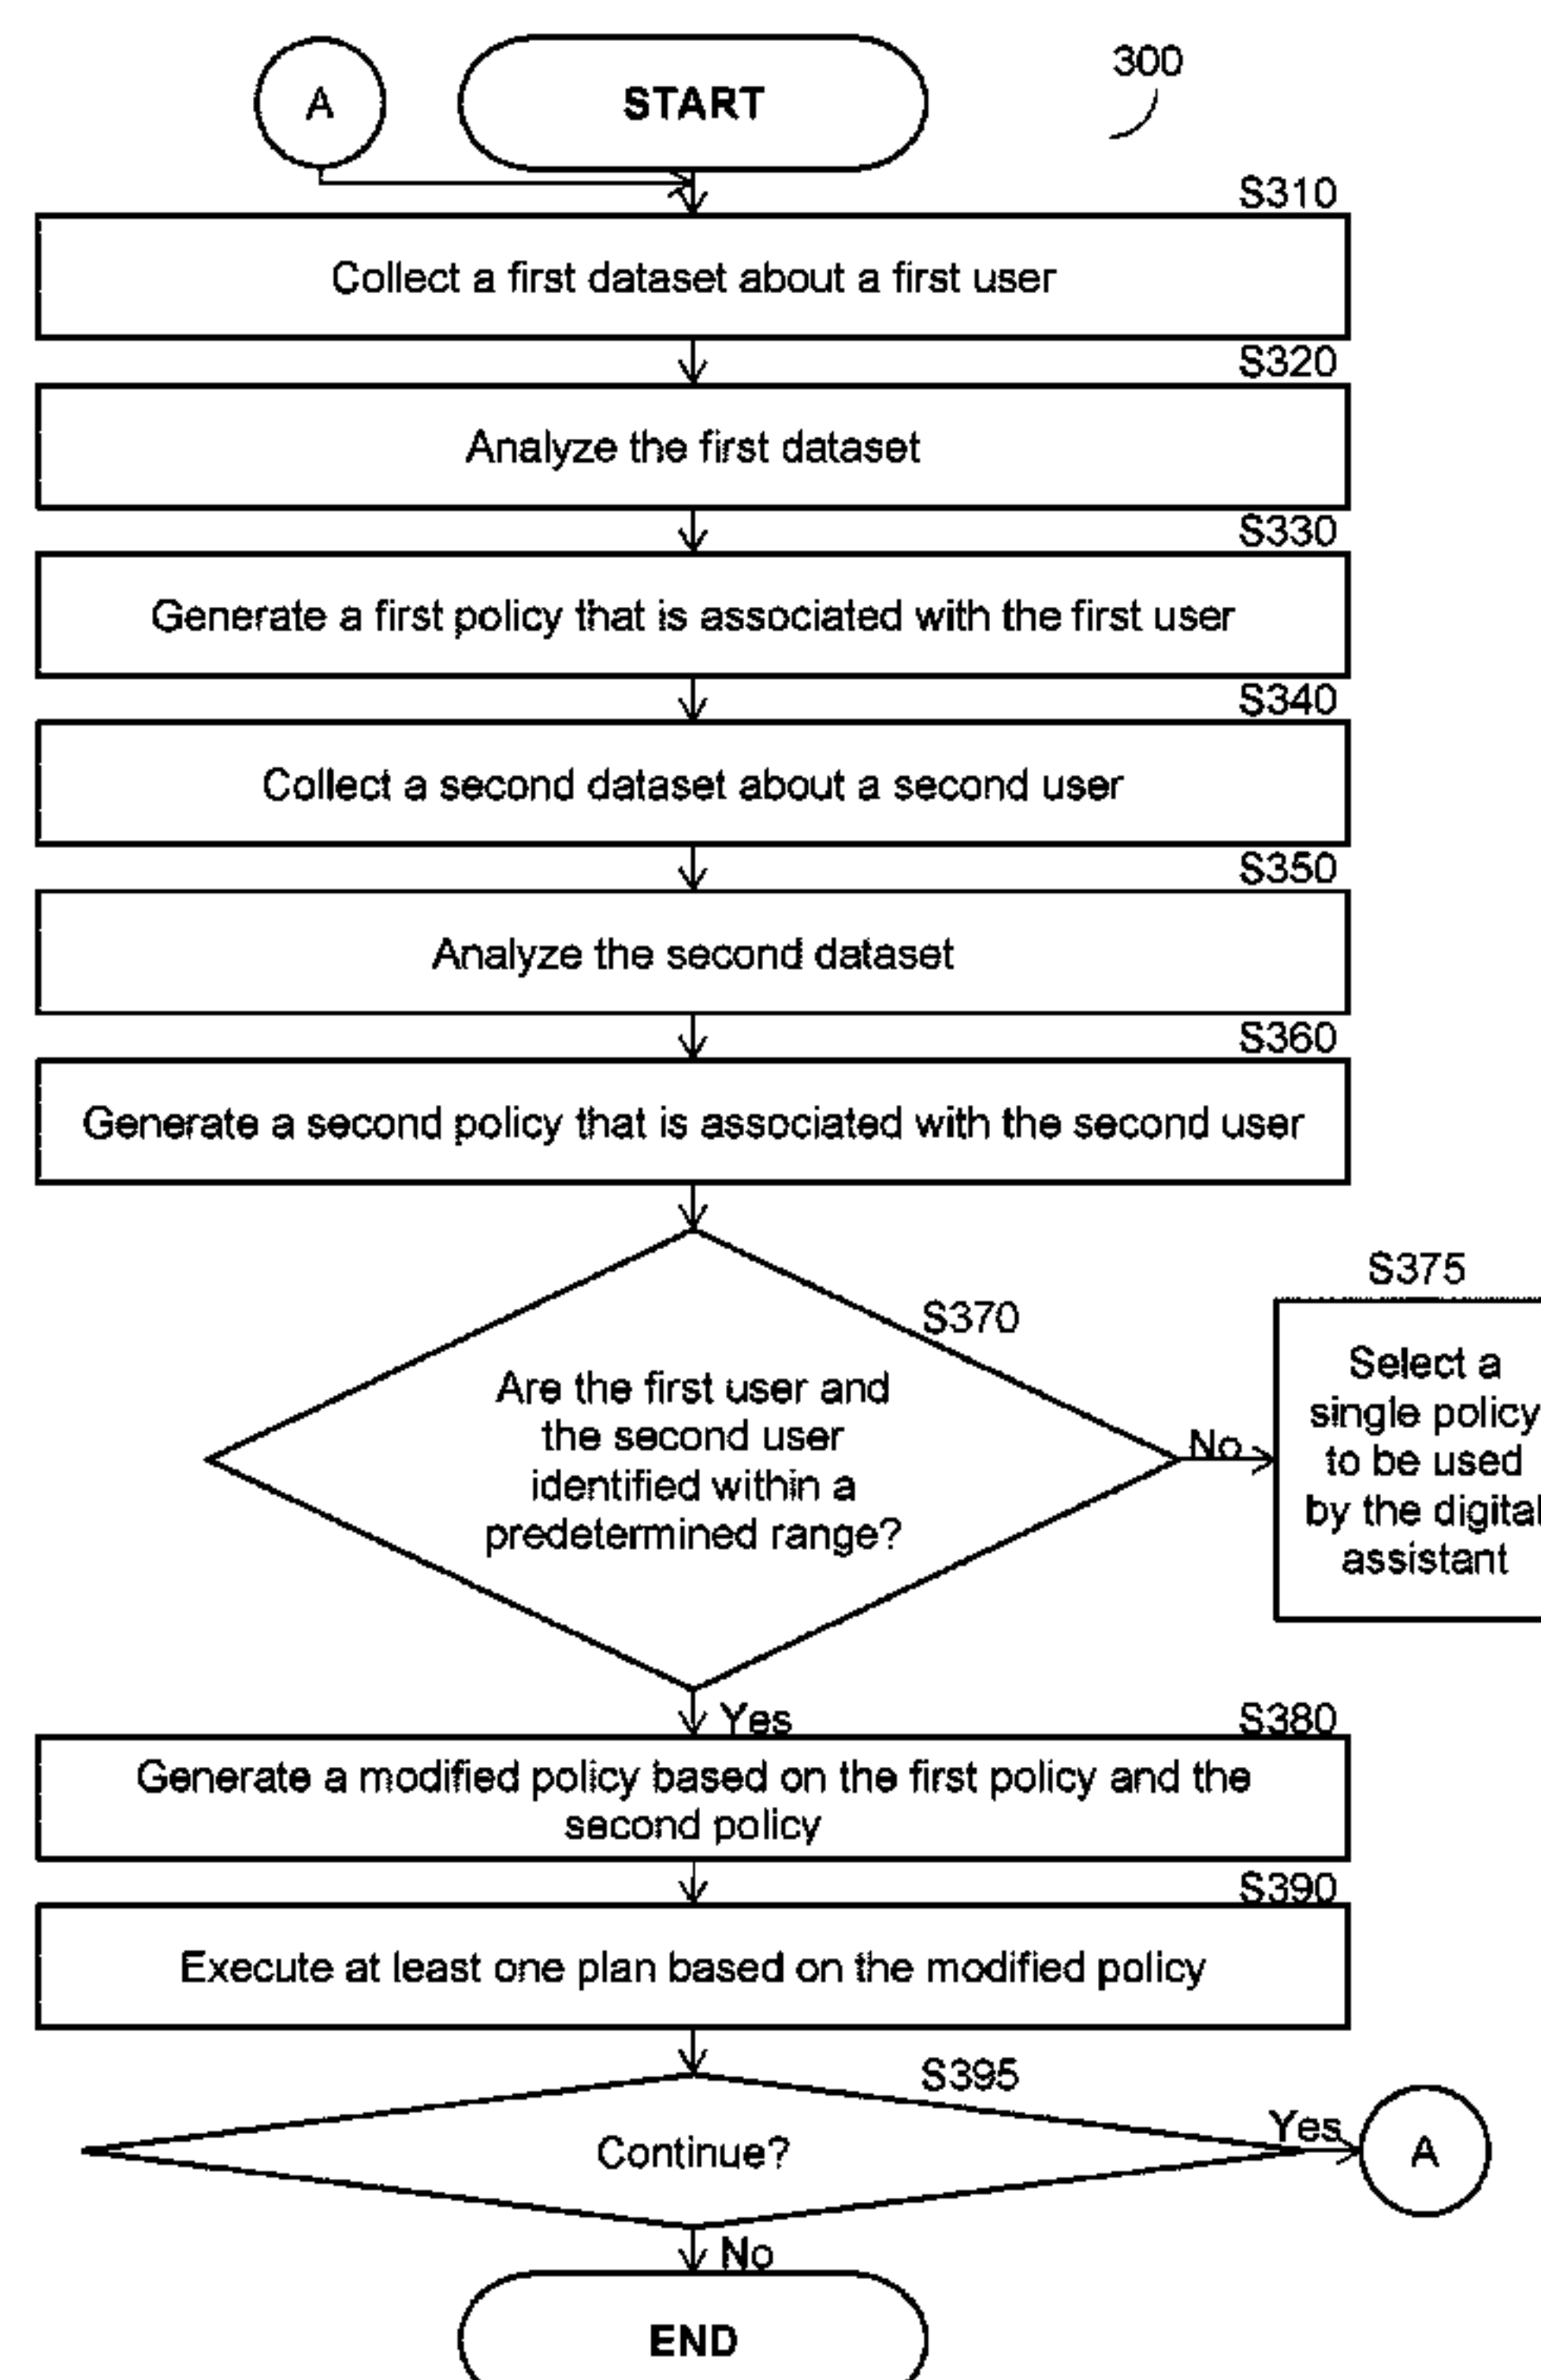 A
START
300
S310
Collect a first dataset about a first user
S320
Analyze the first dataset
S330
Generate a first policy that is associated with the first user
S340
Collect a second dataset about a second user
S350
Analyze the second dataset
S360
Generate a second policy that is associated with the second user
S370
Are the first user and
the second user
identified within a
predetermined range?
No
S375
Select a
single policy
to be used
by the digital
assistant
Yes
S380
Generate a modified policy based on the first policy and the
second policy
S390
Execute at least one plan based on the modified policy
S395
Continue?
Yes
A
No
END